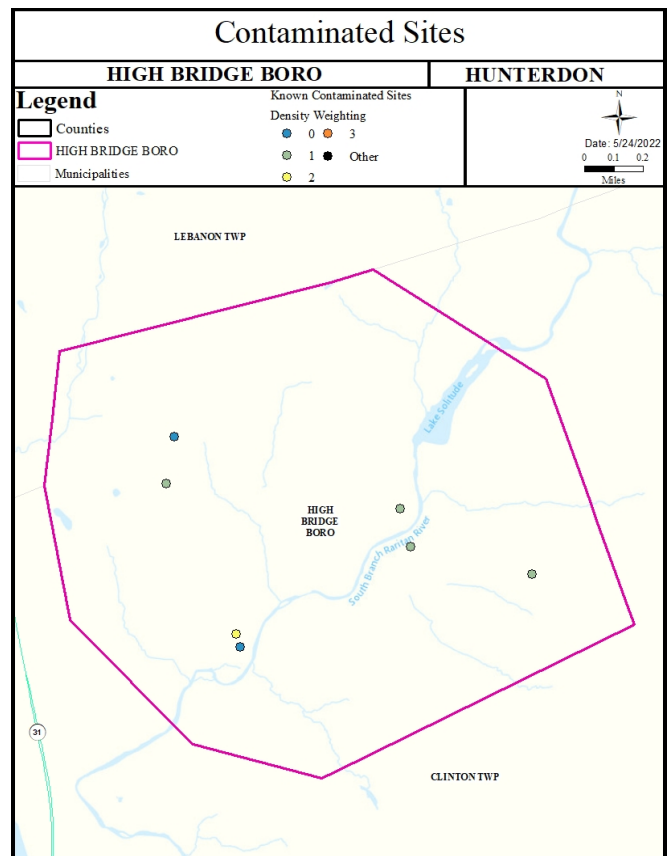 Contaminated Sites
HIGH BRIDGE BORO
HUNTERDON
Legend
Counties
HIGH BRIDGE BORO
Municipalities
Known Contaminated Sites
Density Weighting
0
3
1
Other
2
N
Date: 5/24/2022
0 0.1 0.2
Miles
LEBANON TWP
Lake Solitude
HIGH
BRIDGE
BORO
South Branch Raritan River
31
CLINTON TWP